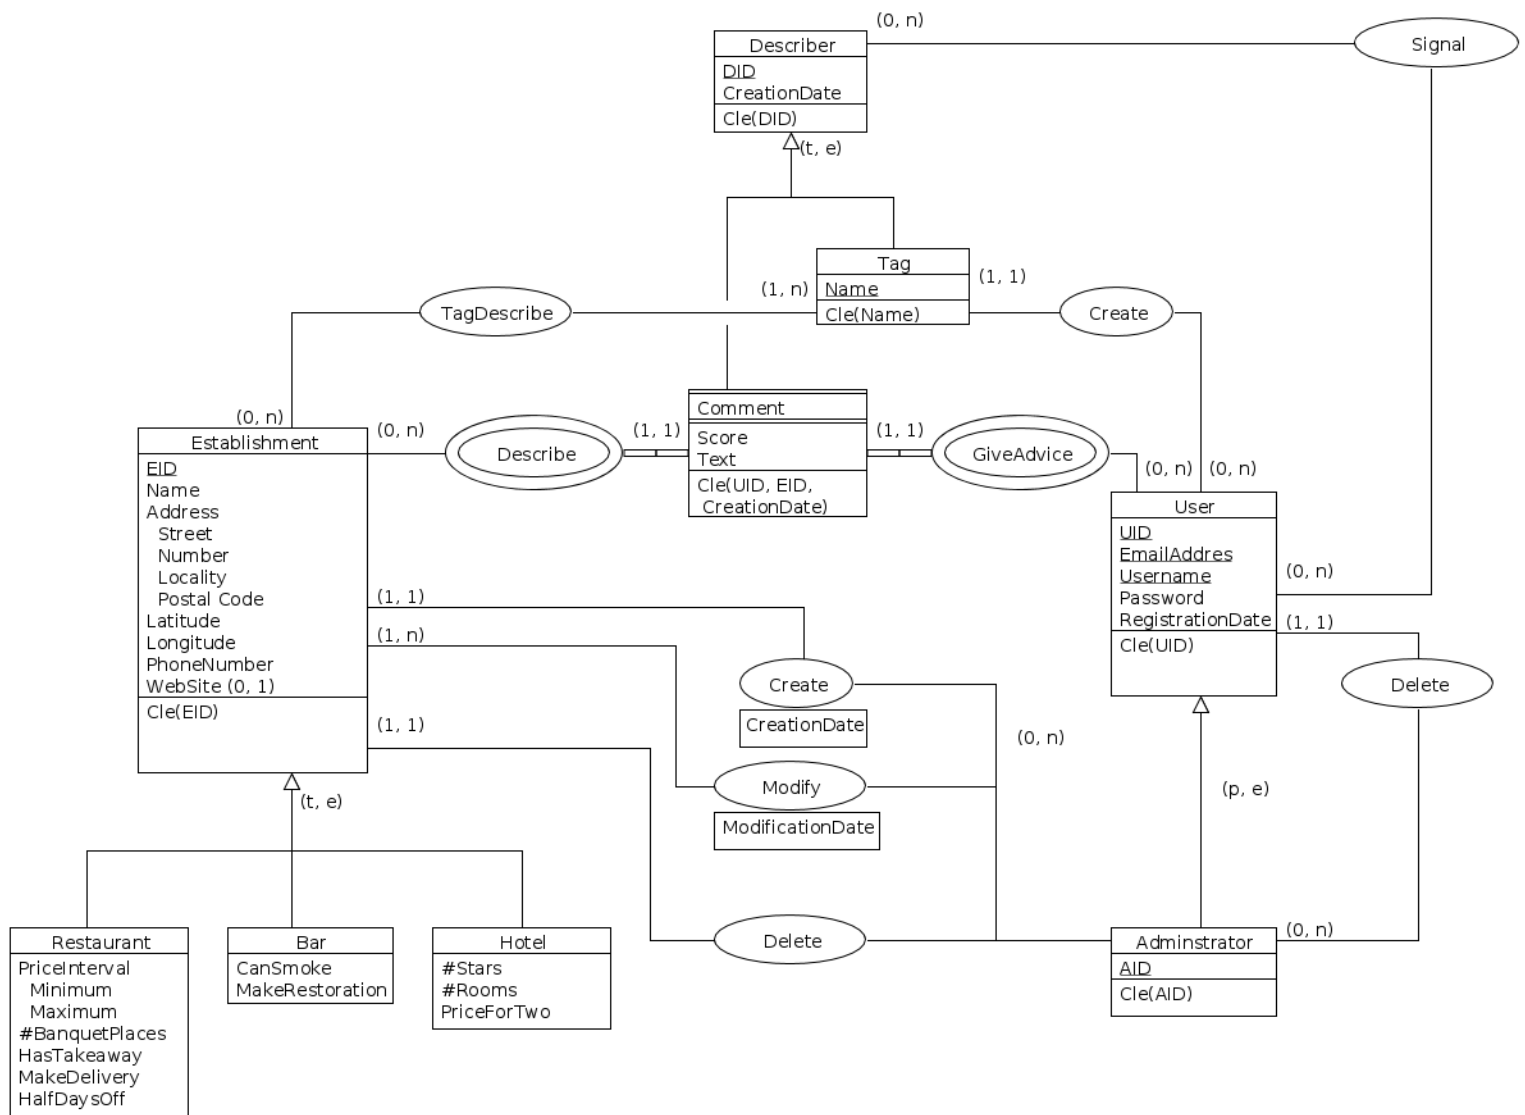 (0, n)
Describer
Signal
DID
CreationDate
Cle(DID)
(t, e)
Tag
Name
Cle(Name)
(1, n)
(1, 1)
TagDescribe
Create
(0, n)
(0, n)
Describe
(1, 1)
Comment
Score
Text
Cle(UID, EID,
CreationDate)
(1, 1)
GiveAdvice
(0, n)
(0, n)
Establishment
EID
Name
Address
Street
Number
Locality
Postal Code
Latitude
Longitude
PhoneNumber
WebSite (0, 1)
Cle(EID)
User
UID
EmailAddres
Username
Password
RegistrationDate
Cle(UID)
(0, n)
(1, 1)
Delete
(1, 1)
(1, n)
(1, 1)
Create
CreationDate
(0, n)
Modify
ModificationDate
(p, e)
(t, e)
Delete
Restaurant
PriceInterval
Minimum
Maximum
#BanquetPlaces
HasTakeaway
MakeDelivery
HalfDaysOff
Bar
CanSmoke
MakeRestoration
Hotel
#Stars
#Rooms
PriceForTwo
Adminstrator
AID
Cle(AID)
(0, n)